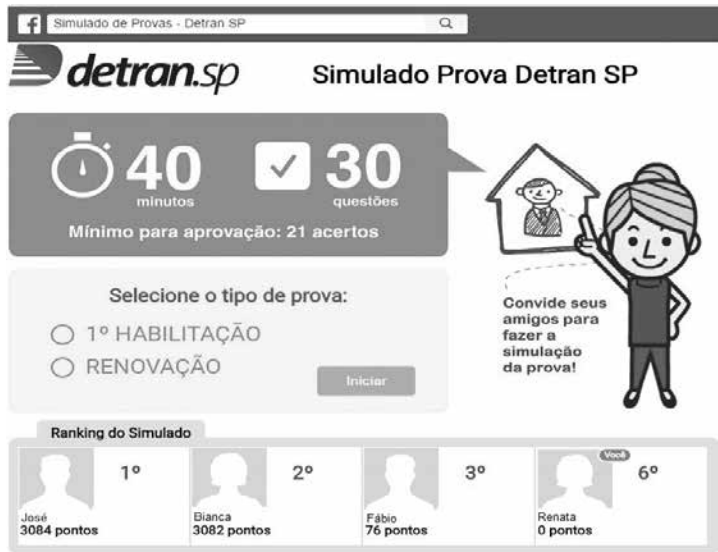 f Simulado de Provas - Detran SP
detran.sp Simulado Prova Detran SP
40 minutos
30 questões
Mínimo para aprovação: 21 acertos
Selecione o tipo de prova:
1º HABILITAÇÃO
RENOVAÇÃO
Iniciar
Convide seus
amigos para
fazer a
simulação
da prova!
Ranking do Simulado
1º
José
3084 pontos
2º
Bianca
3082 pontos
3º
Fábio
76 pontos
Você
6º
Renata
0 pontos